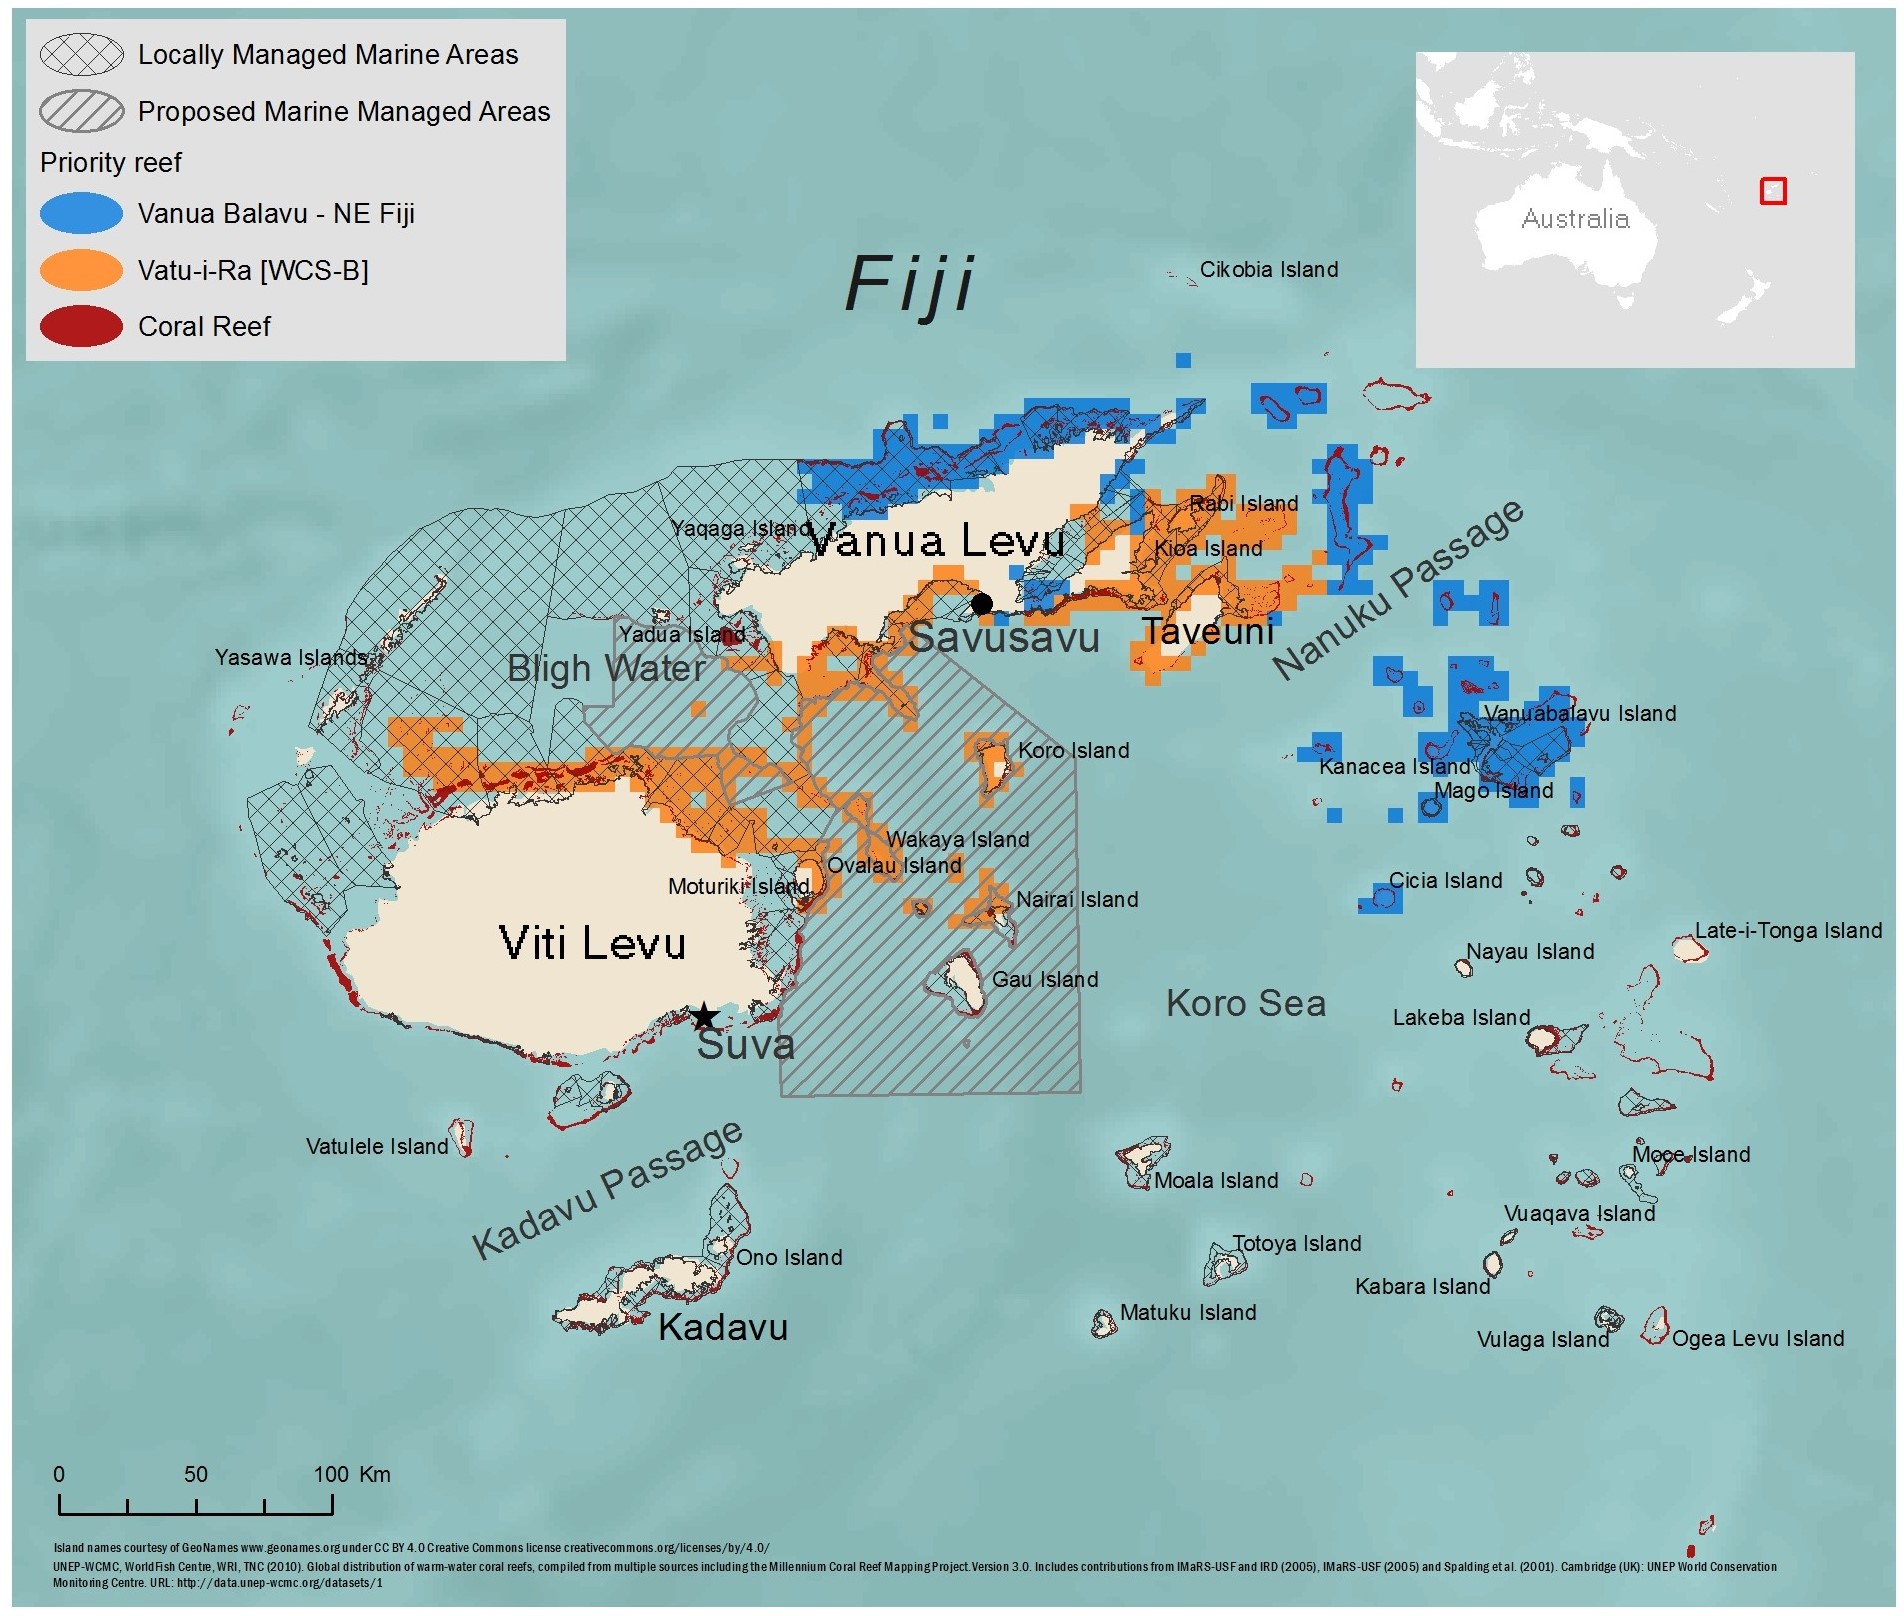 Locally Managed Marine Areas
Proposed Marine Managed Areas
Priority reef
Vanua Balavu - NE Fiji
Vatu-i-Ra [WCS-B]
Coral Reef
Australia
Fiji
Cikobia Island
Rabi Island
Yaqaga Island
Vanua Levu
Kioa Island
Nanuku Passage
Yadua Island
Savusavu
Taveuni
Yasawa Islands
Bligh Water
Vanuabalavu Island
Koro Island
Kanacea Island
Mago Island
Wakaya Island
Ovalau Island
Moturiki Island
Cicia Island
Nairai Island
Viti Levu
Late-i-Tonga Island
Nayau Island
Gau Island
Koro Sea
Lakeba Island
Suva
Vatulele Island
Kadavu Passage
Moce Island
Moala Island
Vuaqava Island
Ono Island
Totoya Island
Kabara Island
Kadavu
Matuku Island
Vulaga Island
Ogea Levu Island
0 50 100 Km
Island names courtesy of GeoNames www.geonames.org under CC BY 4.0 Creative Commons license creativecommons.org/licenses/by/4.0/
UNEP-WCMC, WorldFish Centre, WRI, TNC (2010). Global distribution of warm-water coral reefs, compiled from multiple sources including the Millennium Coral Reef Mapping Project. Version 3.0. Includes contributions from IMaRS-USF and IRD (2005), IMaRS-USF (2005) and Spalding et al. (2001). Cambridge (UK): UNEP World Conservation
Monitoring Centre. URL: http://data.unep-wcmc.org/datasets/1